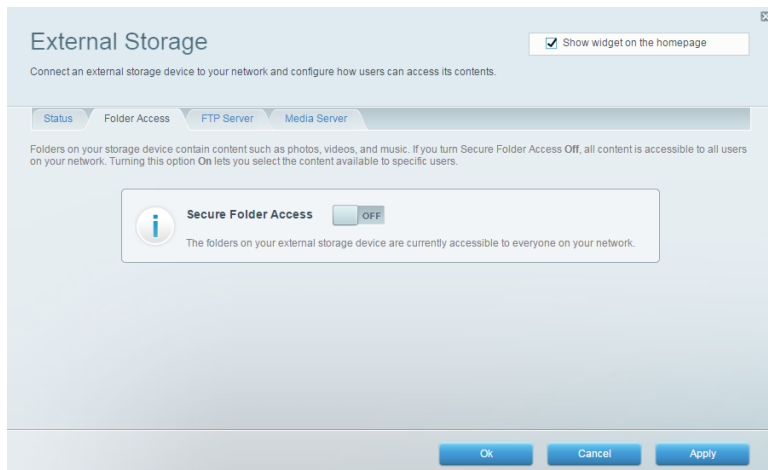 External Storage
Show widget on the homepage
Connect an external storage device to your network and configure how users can access its contents.
Status
Folder Access
FTP Server
Media Server
Folders on your storage device contain content such as photos, videos, and music. If you turn Secure Folder Access Off, all content is accessible to all users
on your network. Turning this option On lets you select the content available to specific users.
Secure Folder Access
OFF
The folders on your external storage device are currently accessible to everyone on your network.
Ok
Cancel
Apply